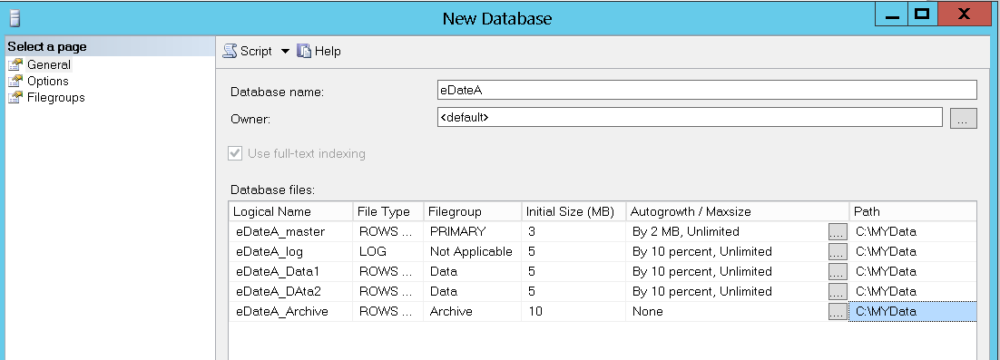 New Database
Select a page
General
Options
Filegroups
Script Help
Database name: eDateA
Owner: <default> ...
Use full-text indexing
Database files:
Logical Name File Type Filegroup Initial Size (MB) Autogrowth / Maxsize Path
eDateA_master ROWS ... PRIMARY 3 By 2 MB, Unlimited .... C:\MYData
eDateA_log LOG Not Applicable 5 By 10 percent, Unlimited .... C:\MYData
eDateA_Data1 ROWS ... Data 5 By 10 percent, Unlimited .... C:\MYData
eDateA_DAta2 ROWS ... Data 5 By 10 percent, Unlimited .... C:\MYData
eDateA_Archive ROWS ... Archive 10 None .... C:\MYData